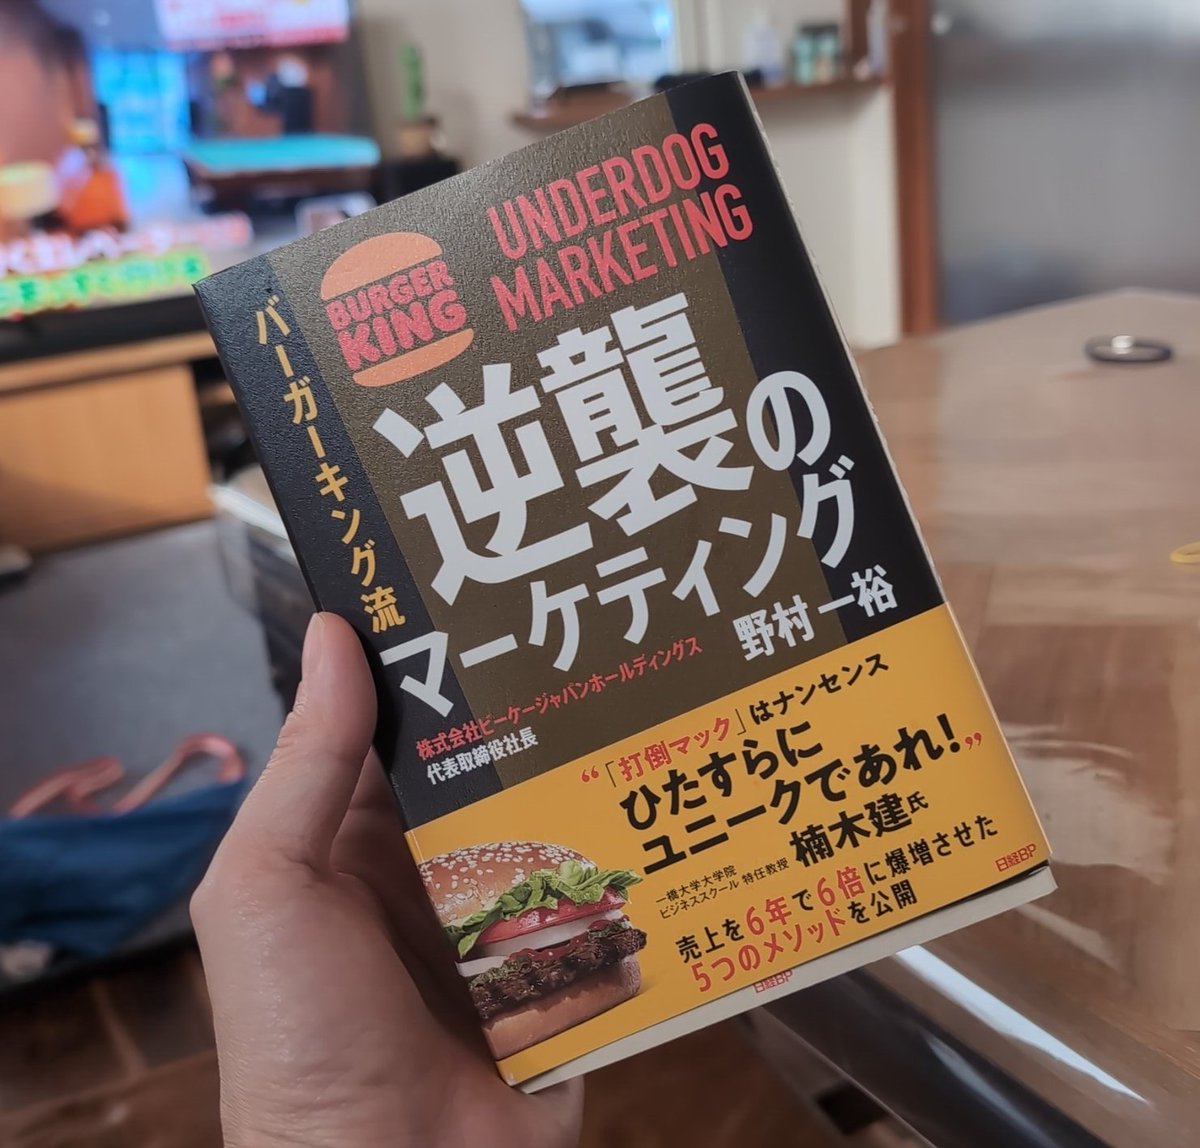 UNDERDOG
MARKETING
BURGER
KING
バーガーキング流
逆襲の
マーケティング
野村一裕
株式会社ビーケージャパンホールディングス
代表取締役社長
“「打倒マック」はナンセンス
ひたすらに
ユニークであれ!”
一橋大学大学院
ビジネススクール 特任教授
楠木建氏
売上を6年で6倍に爆増させた
5つのメソッドを公開
日経BP
日経BP